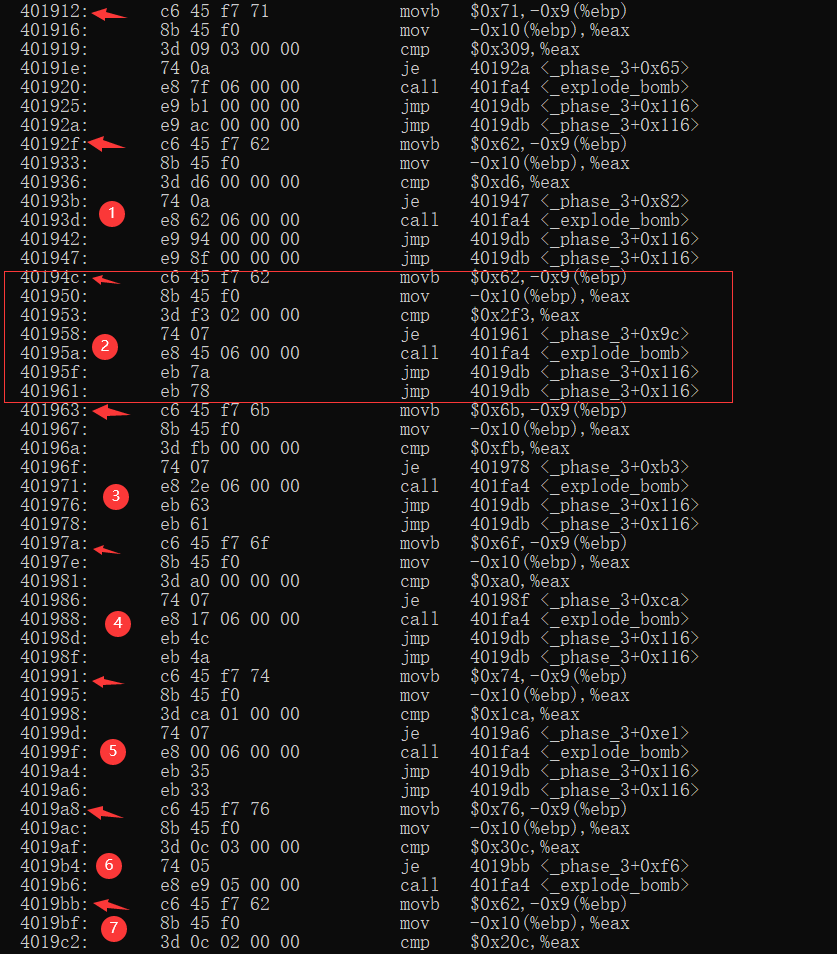 401912: c6 45 f7 71 movb $0x71,-0x9(%ebp)
401916: 8b 45 f0 mov -0x10(%ebp),%eax
401919: 3d 09 03 00 00 cmp $0x309,%eax
40191e: 74 0a je 40192a <_phase_3+0x65>
401920: e8 7f 06 00 00 call 401fa4 <_explode_bomb>
401925: e9 b1 00 00 00 jmp 4019db <_phase_3+0x116>
40192a: e9 ac 00 00 00 jmp 4019db <_phase_3+0x116>
40192f: c6 45 f7 62 movb $0x62,-0x9(%ebp)
401933: 8b 45 f0 mov -0x10(%ebp),%eax
401936: 3d d6 00 00 00 cmp $0xd6,%eax
40193b: 1 74 0a je 401947 <_phase_3+0x82>
40193d: e8 62 06 00 00 call 401fa4 <_explode_bomb>
401942: e9 94 00 00 00 jmp 4019db <_phase_3+0x116>
401947: e9 8f 00 00 00 jmp 4019db <_phase_3+0x116>
40194c: c6 45 f7 62 movb $0x62,-0x9(%ebp)
401950: 8b 45 f0 mov -0x10(%ebp),%eax
401953: 3d f3 02 00 00 cmp $0x2f3,%eax
401958: 2 74 07 je 401961 <_phase_3+0x9c>
40195a: e8 45 06 00 00 call 401fa4 <_explode_bomb>
40195f: eb 7a jmp 4019db <_phase_3+0x116>
401961: eb 78 jmp 4019db <_phase_3+0x116>
401963: c6 45 f7 6b movb $0x6b,-0x9(%ebp)
401967: 8b 45 f0 mov -0x10(%ebp),%eax
40196a: 3d fb 00 00 00 cmp $0xfb,%eax
40196f: 74 07 je 401978 <_phase_3+0xb3>
401971: 3 e8 2e 06 00 00 call 401fa4 <_explode_bomb>
401976: eb 63 jmp 4019db <_phase_3+0x116>
401978: eb 61 jmp 4019db <_phase_3+0x116>
40197a: c6 45 f7 6f movb $0x6f,-0x9(%ebp)
40197e: 8b 45 f0 mov -0x10(%ebp),%eax
401981: 3d a0 00 00 00 cmp $0xa0,%eax
401986: 74 07 je 40198f <_phase_3+0xca>
401988: 4 e8 17 06 00 00 call 401fa4 <_explode_bomb>
40198d: eb 4c jmp 4019db <_phase_3+0x116>
40198f: eb 4a jmp 4019db <_phase_3+0x116>
401991: c6 45 f7 74 movb $0x74,-0x9(%ebp)
401995: 8b 45 f0 mov -0x10(%ebp),%eax
401998: 3d ca 01 00 00 cmp $0x1ca,%eax
40199d: 74 07 je 4019a6 <_phase_3+0xe1>
40199f: 5 e8 00 06 00 00 call 401fa4 <_explode_bomb>
4019a4: eb 35 jmp 4019db <_phase_3+0x116>
4019a6: eb 33 jmp 4019db <_phase_3+0x116>
4019a8: c6 45 f7 76 movb $0x76,-0x9(%ebp)
4019ac: 8b 45 f0 mov -0x10(%ebp),%eax
4019af: 3d 0c 03 00 00 cmp $0x30c,%eax
4019b4: 6 74 05 je 4019bb <_phase_3+0xf6>
4019b6: e8 e9 05 00 00 call 401fa4 <_explode_bomb>
4019bb: c6 45 f7 62 movb $0x62,-0x9(%ebp)
4019bf: 7 8b 45 f0 mov -0x10(%ebp),%eax
4019c2: 3d 0c 02 00 00 cmp $0x20c,%eax